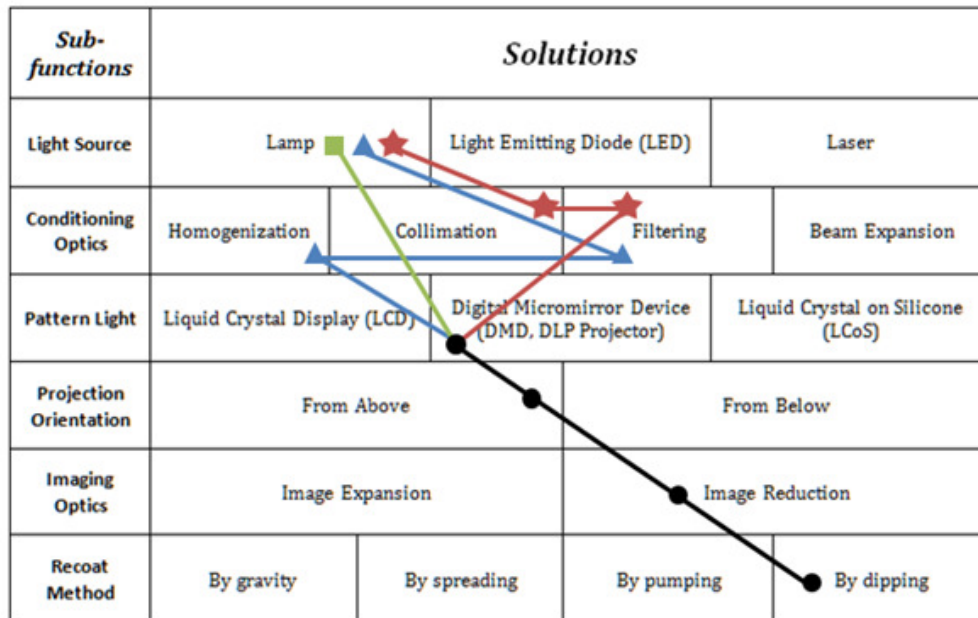 Sub-
functions
Solutions
Light Source
Lamp
Light Emitting Diode (LED)
Laser
Conditioning
Optics
Homogenization
Collimation
Filtering
Beam Expansion
Pattern Light
Liquid Crystal Display (LCD)
Digital Micromirror Device
(DMD, DLP Projector)
Liquid Crystal on Silicone
(LCoS)
Projection
Orientation
From Above
From Below
Imaging
Optics
Image Expansion
Image Reduction
Recoat
Method
By gravity
By spreading
By pumping
By dipping